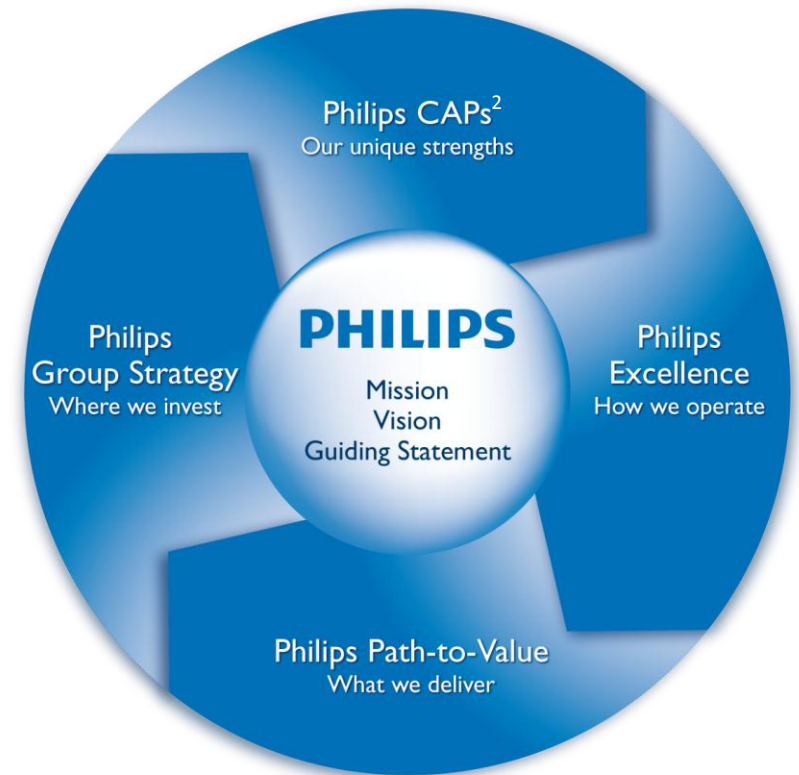 Philips CAPs²
Our unique strengths
Philips
Group Strategy
Where we invest
PHILIPS
Mission
Vision
Guiding Statement
Philips
Excellence
How we operate
Philips Path-to-Value
What we deliver